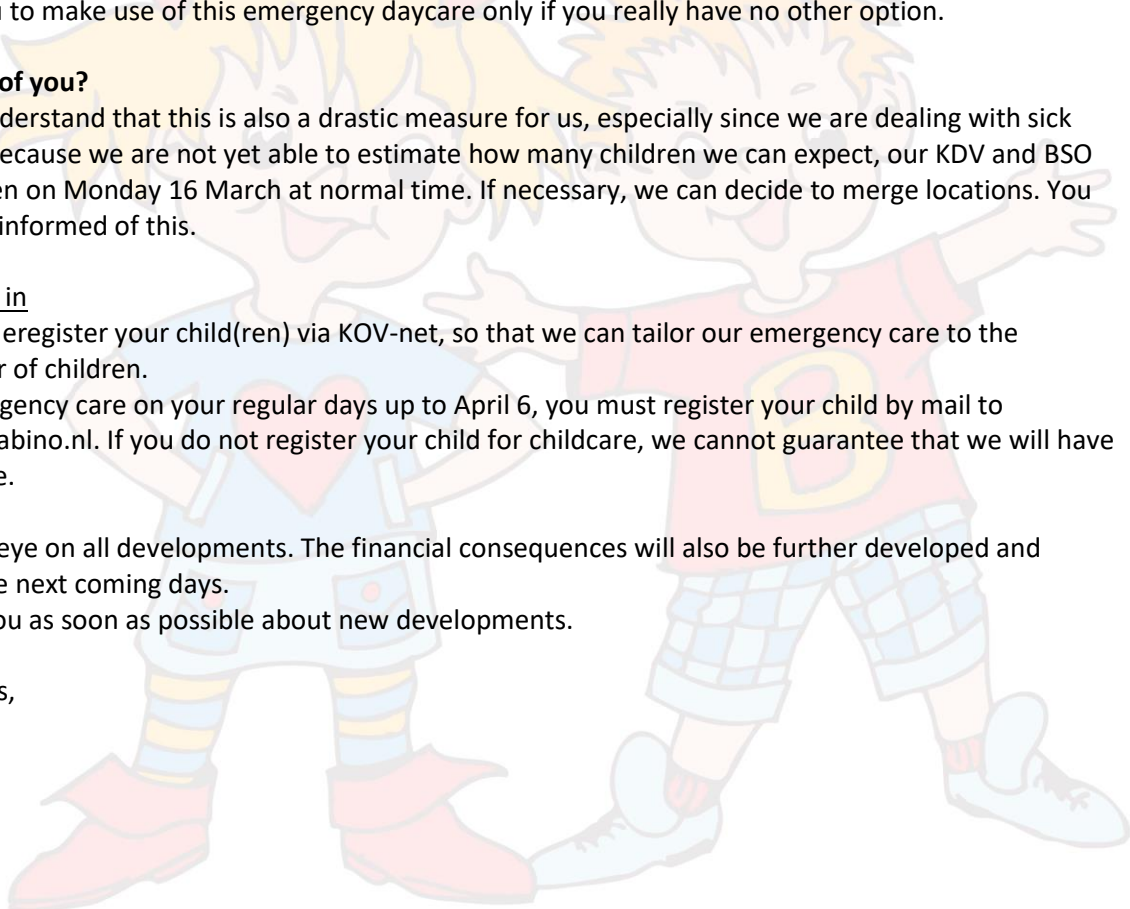 u to make use of this emergency daycare only if you really have no other option.
of you?
derstand that this is also a drastic measure for us, especially since we are dealing with sick
ecause we are not yet able to estimate how many children we can expect, our KDV and BSO
en on Monday 16 March at normal time. If necessary, we can decide to merge locations. You
informed of this.
in
eregister your child(ren) via KOV-net, so that we can tailor our emergency care to the
r of children.
gency care on your regular days up to April 6, you must register your child by mail to
abino.nl. If you do not register your child for childcare, we cannot guarantee that we will have
e.
eye on all developments. The financial consequences will also be further developed and
e next coming days.
ou as soon as possible about new developments.
s,
B